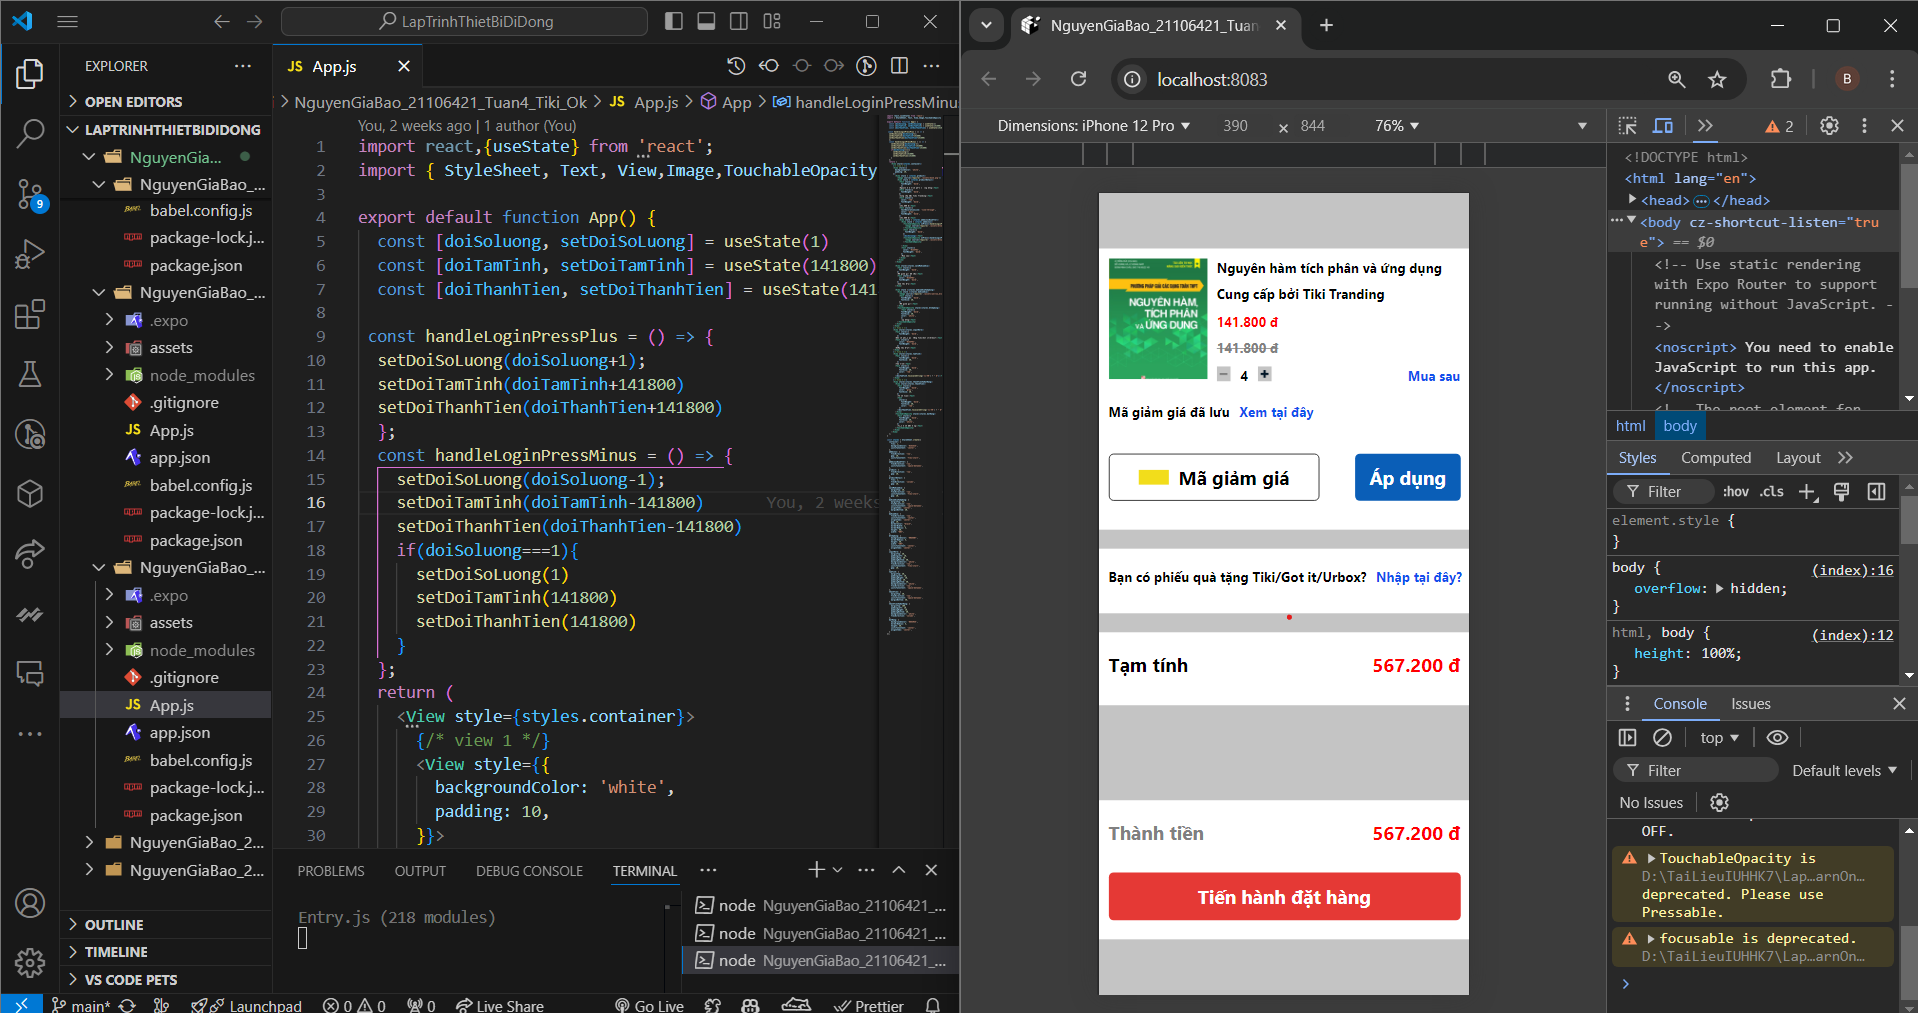 LapTrinhThietBiDiDong
EXPLORER
OPEN EDITORS
LAPTRINHTHIETBIDIDONG
NguyenGia...
NguyenGiaBao_...
babel.config.js
package-lock.j...
package.json
NguyenGiaBao_...
.expo
assets
node_modules
.gitignore
JS App.js
app.json
babel.config.js
package-lock.j...
package.json
NguyenGiaBao_...
.expo
assets
node_modules
.gitignore
JS App.js
app.json
babel.config.js
package-lock.j...
package.json
NguyenGiaBao_2...
NguyenGiaBao_2...
OUTLINE
TIMELINE
VS CODE PETS
9
JS App.js
NguyenGiaBao_21106421_Tuan4_Tiki_Ok > JS App.js > App > handleLoginPressMinus
You, 2 weeks ago | 1 author (You)
1 import react,{useState} from 'react';
2 import { StyleSheet, Text, View,Image,TouchableOpacity
3
4 export default function App() {
5 const [doiSoluong, setDoiSoLuong] = useState(1)
6 const [doiTamTinh, setDoiTamTinh] = useState(141800)
7 const [doiThanhTien, setDoiThanhTien] = useState(141
8
9 const handleLoginPressPlus = () => {
10 setDoiSoLuong(doiSoluong+1);
11 setDoiTamTinh(doiTamTinh+141800)
12 setDoiThanhTien(doiThanhTien+141800)
13 };
14 const handleLoginPressMinus = () => {
15 setDoiSoLuong(doiSoluong-1);
16 setDoiTamTinh(doiTamTinh-141800) You, 2 weeks
17 setDoiThanhTien(doiThanhTien-141800)
18 if(doiSoluong===1){
19 setDoiSoLuong(1)
20 setDoiTamTinh(141800)
21 setDoiThanhTien(141800)
22 }
23 };
24 return (
25 <View style={styles.container}>
26 {/* view 1 */}
27 <View style={{
28 backgroundColor: 'white',
29 padding: 10,
30 }}>
PROBLEMS OUTPUT DEBUG CONSOLE TERMINAL
Entry.js (218 modules)
node NguyenGiaBao_21106421_...
node NguyenGiaBao_21106421_...
node NguyenGiaBao_21106421_...
main* Launchpad 0 0 0 Live Share Go Live Prettier
NguyenGiaBao_21106421_Tuan
localhost:8083
B
Dimensions: iPhone 12 Pro 390 × 844 76%
2
NGUYÊN HÀM,
TÍCH PHÂN
VÀ ỨNG DỤNG
Nguyên hàm tích phân và ứng dụng
Cung cấp bởi Tiki Tranding
141.800 đ
141.800 đ
− 4 +
Mua sau
Mã giảm giá đã lưu Xem tại đây
Mã giảm giá
Áp dụng
Bạn có phiếu quà tặng Tiki/Got it/Urbox? Nhập tại đây?
Tạm tính 567.200 đ
Thành tiền 567.200 đ
Tiến hành đặt hàng
<!DOCTYPE html>
<html lang="en">
<head> </head>
<body cz-shortcut-listen="tru
e"> == $0
<!-- Use static rendering
with Expo Router to support
running without JavaScript. -
->
<noscript> You need to enable
JavaScript to run this app.
</noscript>
<!-- The root element for
html body
Styles Computed Layout
Filter :hov .cls
element.style {
}
body { (index):16
overflow: hidden;
}
html, body { (index):12
height: 100%;
}
Console Issues
top
Filter Default levels
No Issues
OFF.
TouchableOpacity is
D:\TaiLieuIUHHK7\Lap…arnOn…
deprecated. Please use
Pressable.
focusable is deprecated.
D:\TaiLieuIUHHK7\Lap…arnOn…